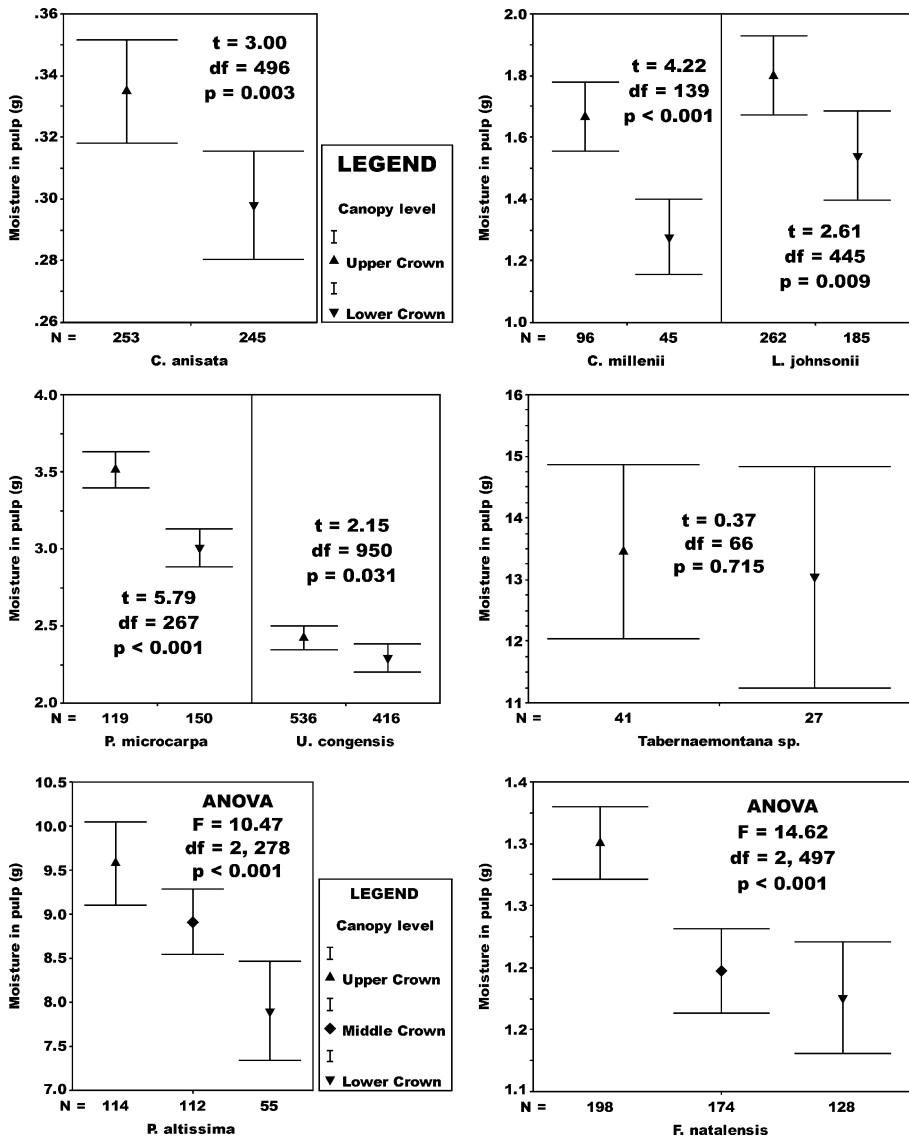 .36
.34
.32
.30
.28
.26
Moisture in pulp (g)
t = 3.00
df = 496
p = 0.003
N = 253 245
C. anisata
LEGEND
Canopy level
Upper Crown
Lower Crown
2.0
1.8
1.6
1.4
1.2
1.0
Moisture in pulp (g)
t = 4.22
df = 139
p < 0.001
t = 2.61
df = 445
p = 0.009
N = 96 45 262 185
C. millenii L. johnsonii
4.0
3.5
3.0
2.5
2.0
Moisture in pulp (g)
t = 5.79
df = 267
p < 0.001
t = 2.15
df = 950
p = 0.031
N = 119 150 536 416
P. microcarpa U. congensis
16
15
14
13
12
11
Moisture in pulp (g)
t = 0.37
df = 66
p = 0.715
N = 41 27
Tabernaemontana sp.
10.5
10.0
9.5
9.0
8.5
8.0
7.5
7.0
Moisture in pulp (g)
ANOVA
F = 10.47
df = 2, 278
p < 0.001
N = 114 112 55
P. altissima
LEGEND
Canopy level
Upper Crown
Middle Crown
Lower Crown
1.4
1.3
1.3
1.2
1.2
1.1
Moisture in pulp (g)
ANOVA
F = 14.62
df = 2, 497
p < 0.001
N = 198 174 128
F. natalensis